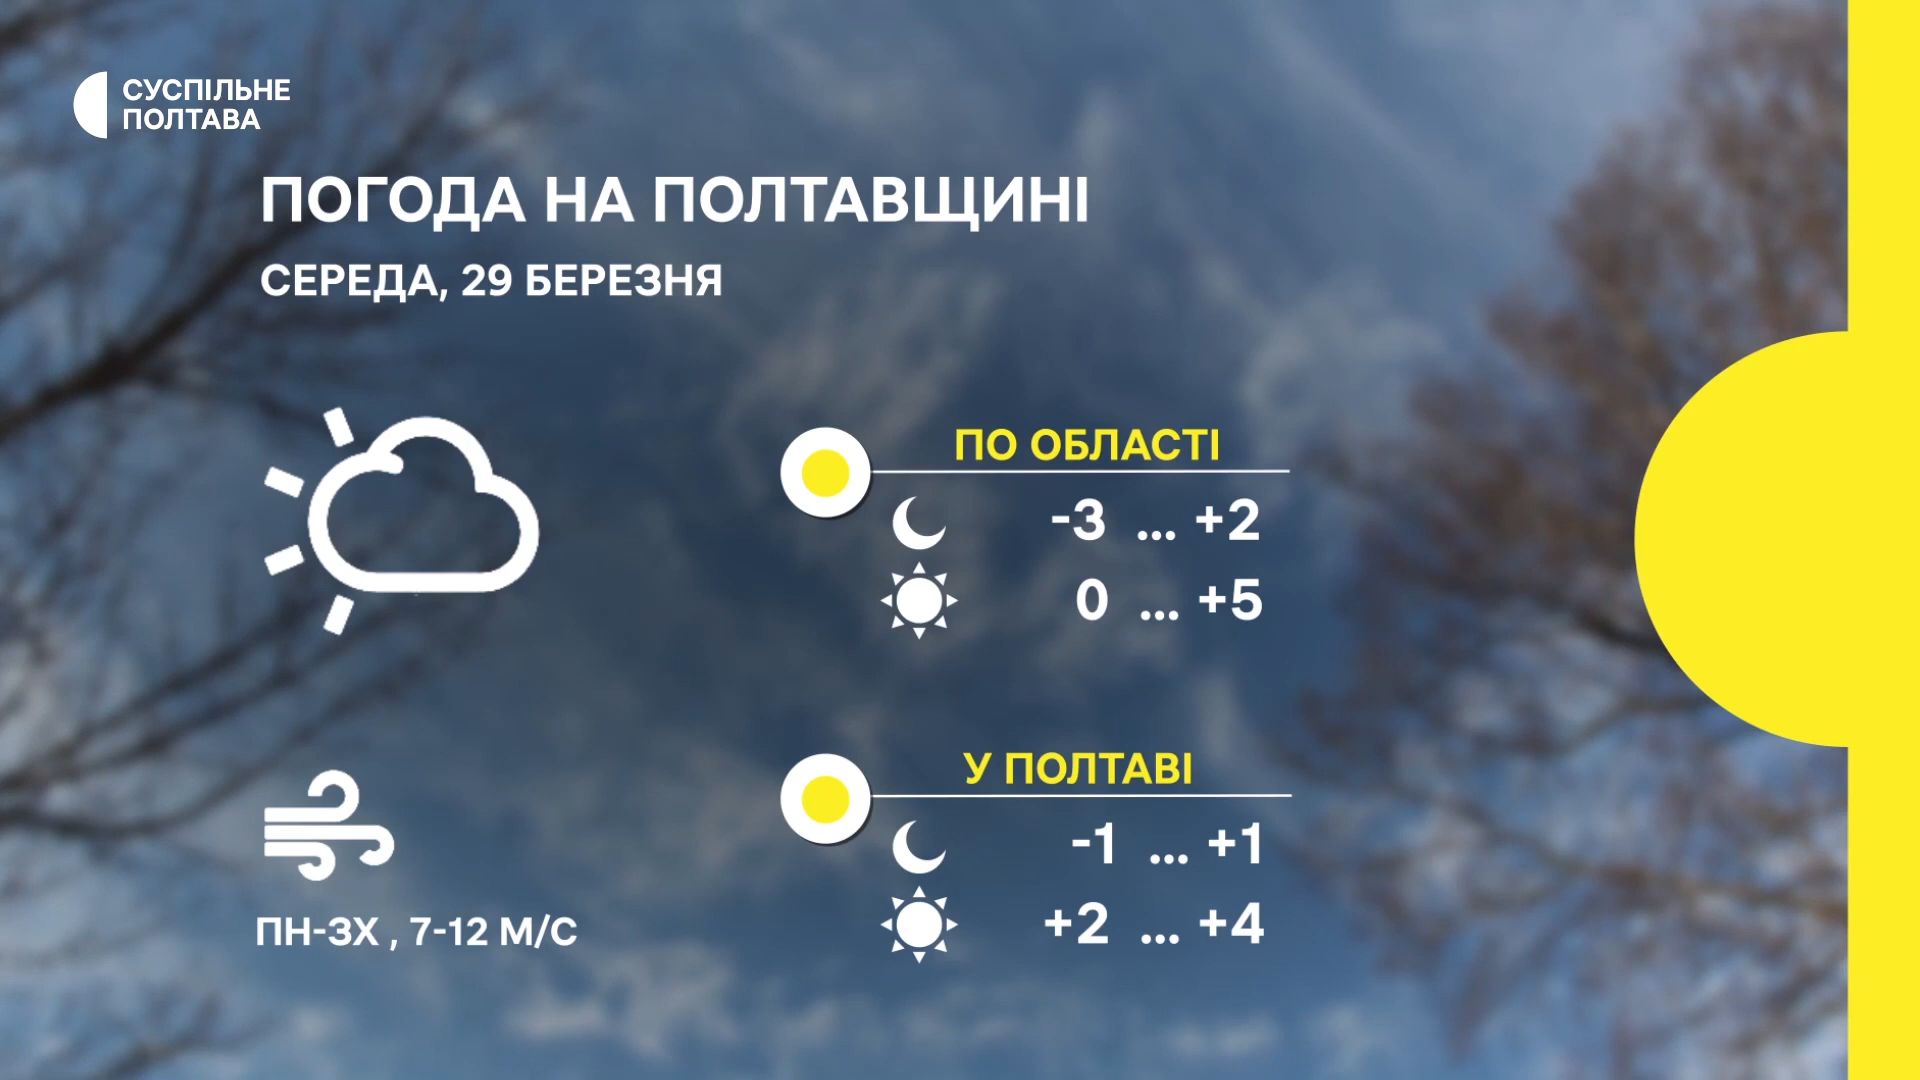 СУСПІЛЬНЕ
ПОЛТАВА
ПОГОДА НА ПОЛТАВЩИНІ
СЕРЕДА, 29 БЕРЕЗНЯ
ПО ОБЛАСТІ
-3 ... +2
0 ... +5
У ПОЛТАВІ
-1 ... +1
+2 ... +4
ПН-ЗХ , 7-12 М/С